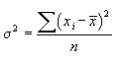 σ² = ∑(xᵢ − x̅)² / n